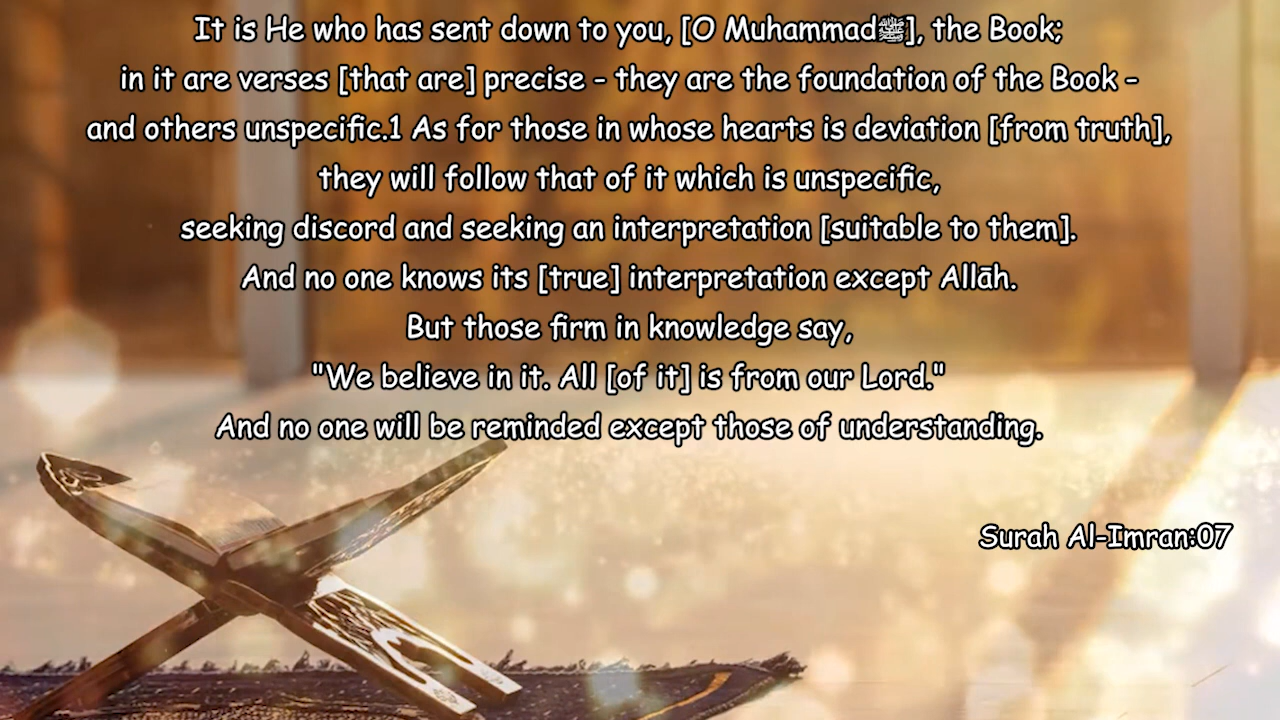 It is He who has sent down to you, [O Muhammadﷺ], the Book;
in it are verses [that are] precise – they are the foundation of the Book –
and others unspecific.1 As for those in whose hearts is deviation [from truth],
they will follow that of it which is unspecific,
seeking discord and seeking an interpretation [suitable to them].
And no one knows its [true] interpretation except Allāh.
But those firm in knowledge say,
"We believe in it. All [of it] is from our Lord."
And no one will be reminded except those of understanding.
Surah Al-Imran:07